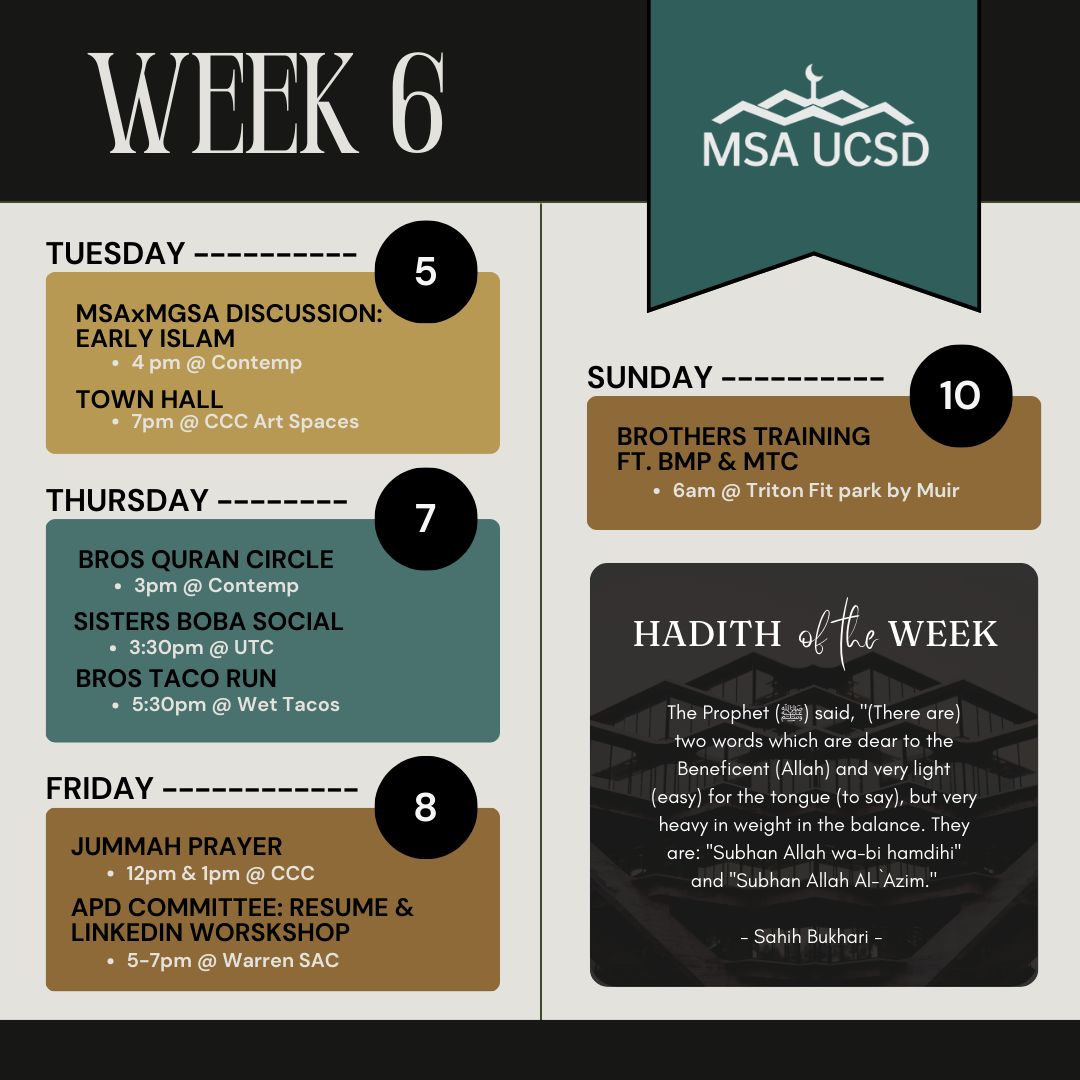 WEEK 6
MSA UCSD
TUESDAY ----------
5
MSAxMGSA DISCUSSION:
EARLY ISLAM
• 4 pm @ Contemp
TOWN HALL
• 7pm @ CCC Art Spaces
THURSDAY --------
7
BROS QURAN CIRCLE
• 3pm @ Contemp
SISTERS BOBA SOCIAL
• 3:30pm @ UTC
BROS TACO RUN
• 5:30pm @ Wet Tacos
FRIDAY ------------
8
JUMMAH PRAYER
• 12pm & 1pm @ CCC
APD COMMITTEE: RESUME &
LINKEDIN WORSKSHOP
• 5-7pm @ Warren SAC
SUNDAY ----------
10
BROTHERS TRAINING
FT. BMP & MTC
• 6am @ Triton Fit park by Muir
HADITH of the WEEK
The Prophet (ﷺ) said, "(There are)
two words which are dear to the
Beneficent (Allah) and very light
(easy) for the tongue (to say), but very
heavy in weight in the balance. They
are: "Subhan Allah wa-bi hamdihi"
and "Subhan Allah Al-`Azim."
- Sahih Bukhari -